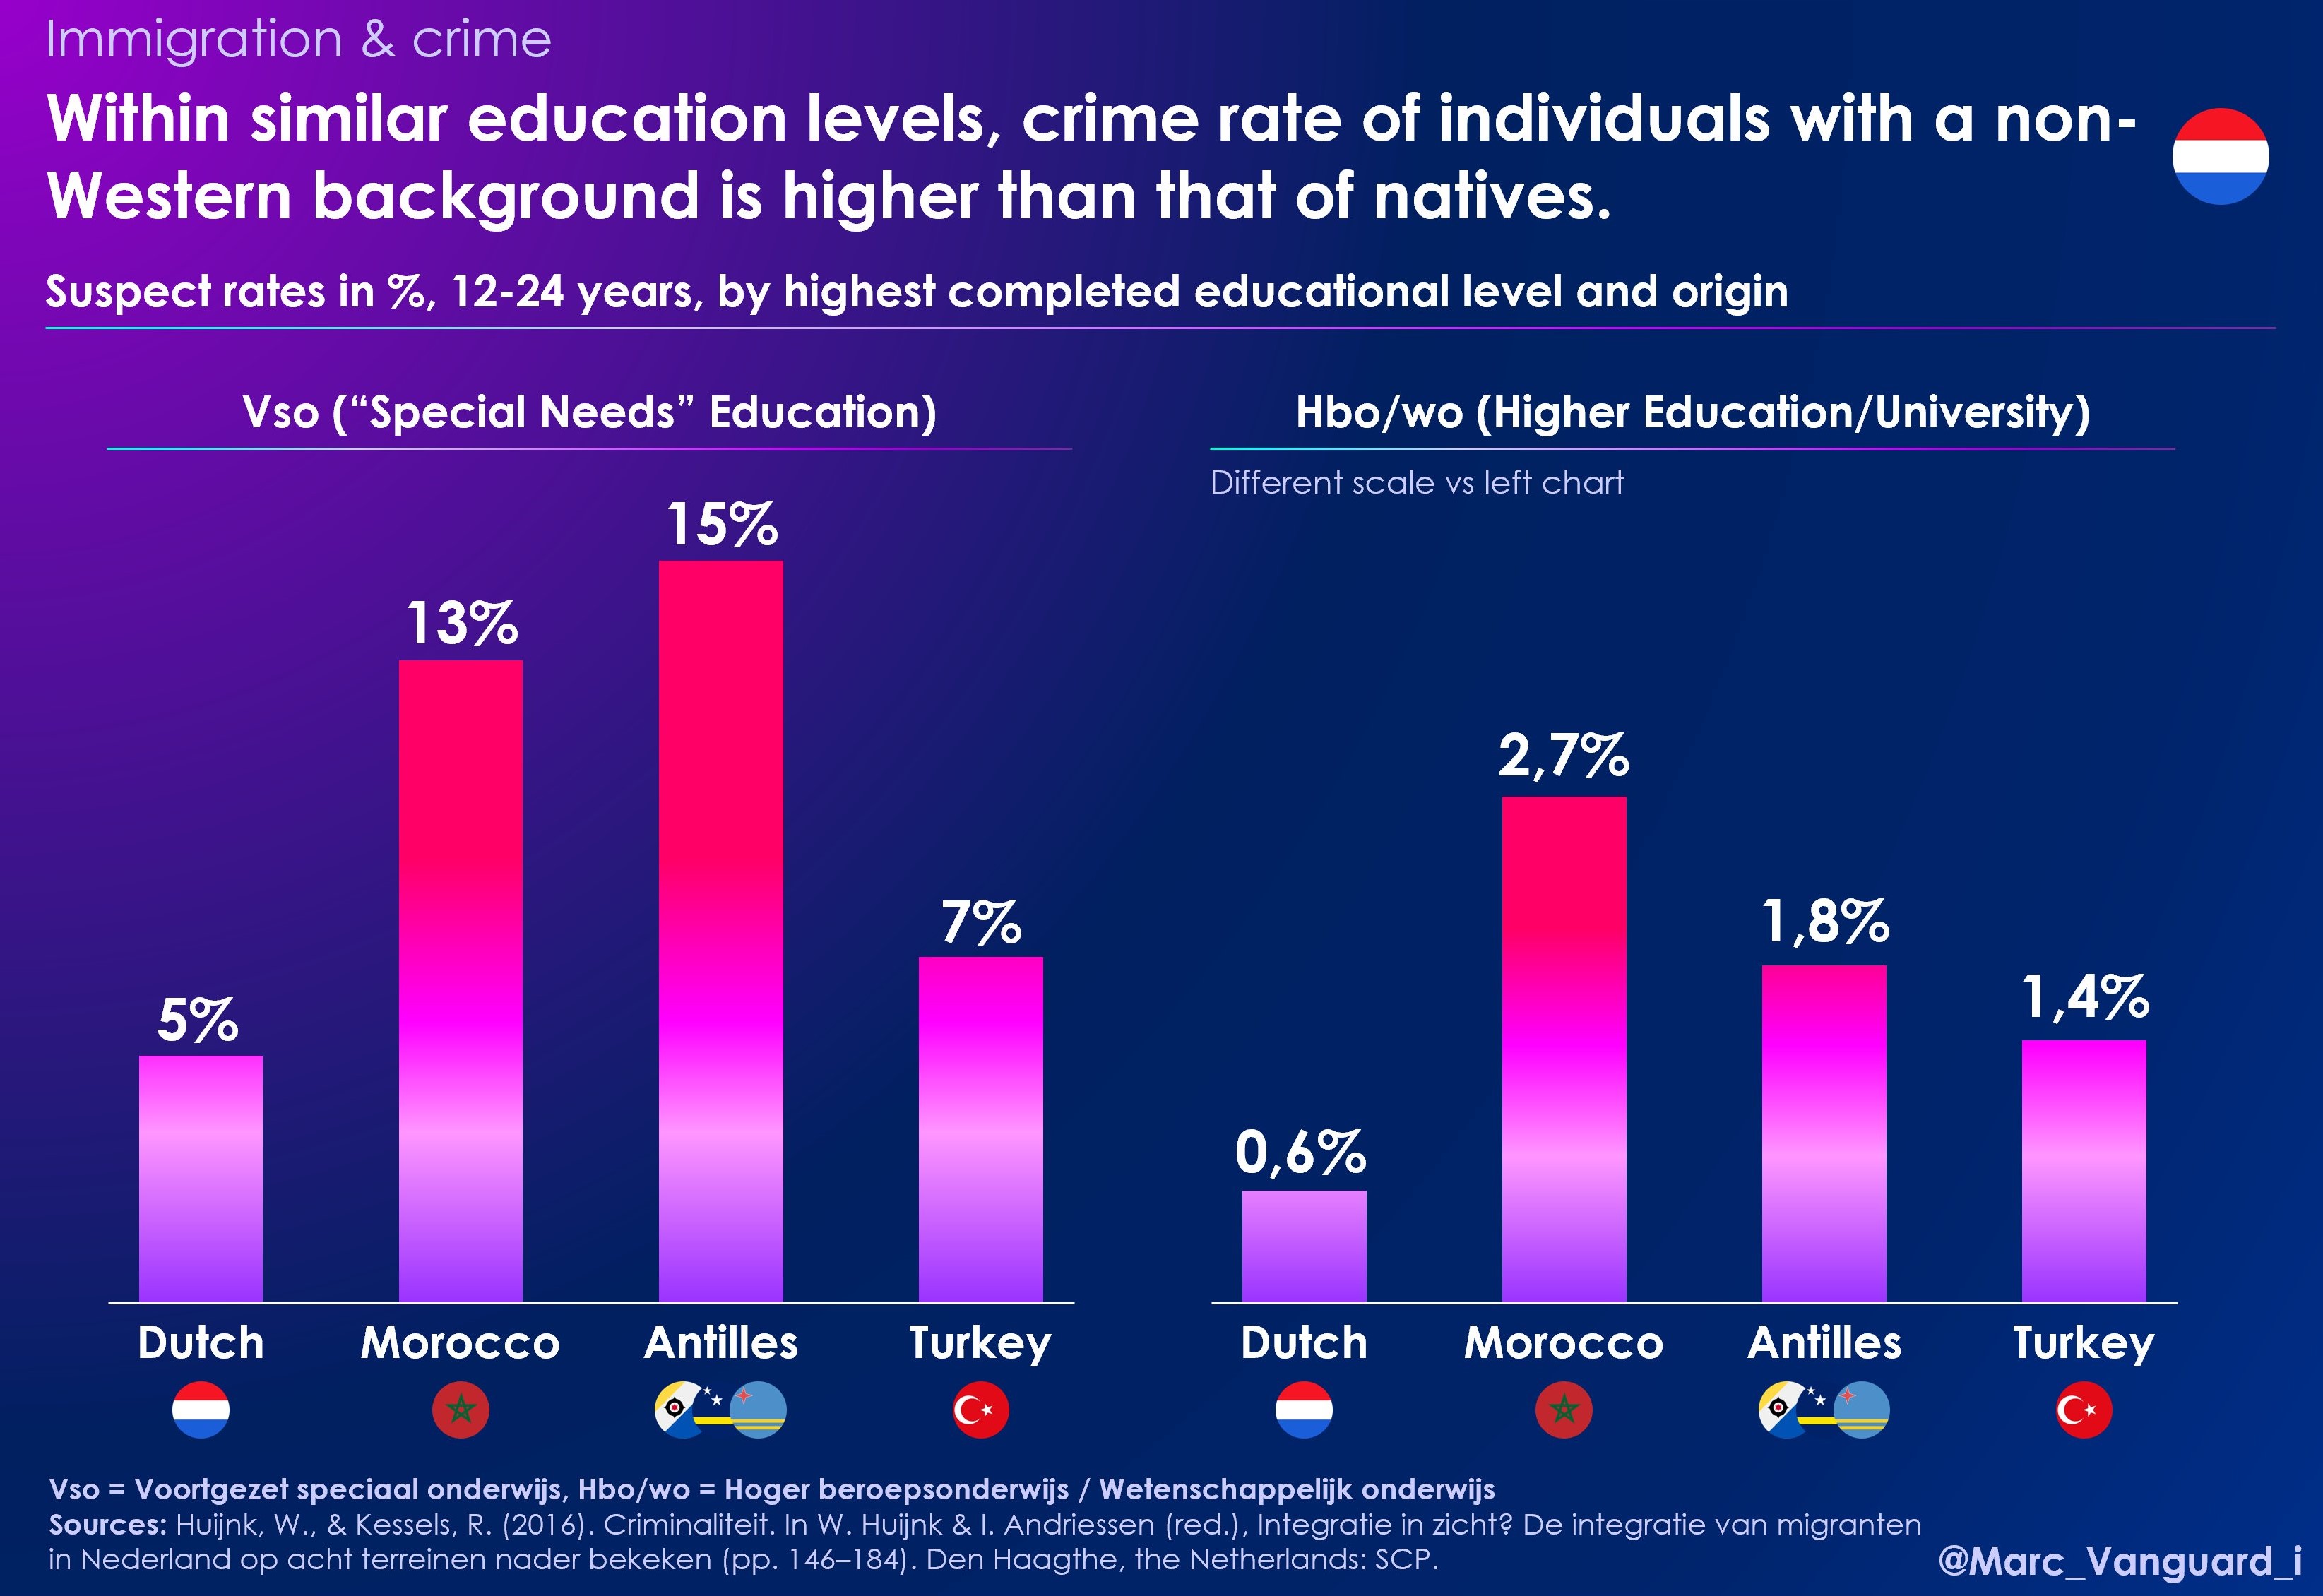 Immigration & crime
Within similar education levels, crime rate of individuals with a non-
Western background is higher than that of natives.
Suspect rates in %, 12-24 years, by highest completed educational level and origin
Vso (“Special Needs” Education)
15%
13%
7%
5%
Dutch
Morocco
Antilles
Turkey
Hbo/wo (Higher Education/University)
Different scale vs left chart
2,7%
1,8%
1,4%
0,6%
Dutch
Morocco
Antilles
Turkey
Vso = Voortgezet speciaal onderwijs, Hbo/wo = Hoger beroepsonderwijs / Wetenschappelijk onderwijs
Sources: Huijnk, W., & Kessels, R. (2016). Criminaliteit. In W. Huijnk & I. Andriessen (red.), Integratie in zicht? De integratie van migranten
in Nederland op acht terreinen nader bekeken (pp. 146–184). Den Haagthe, the Netherlands: SCP.
@Marc_Vanguard_i